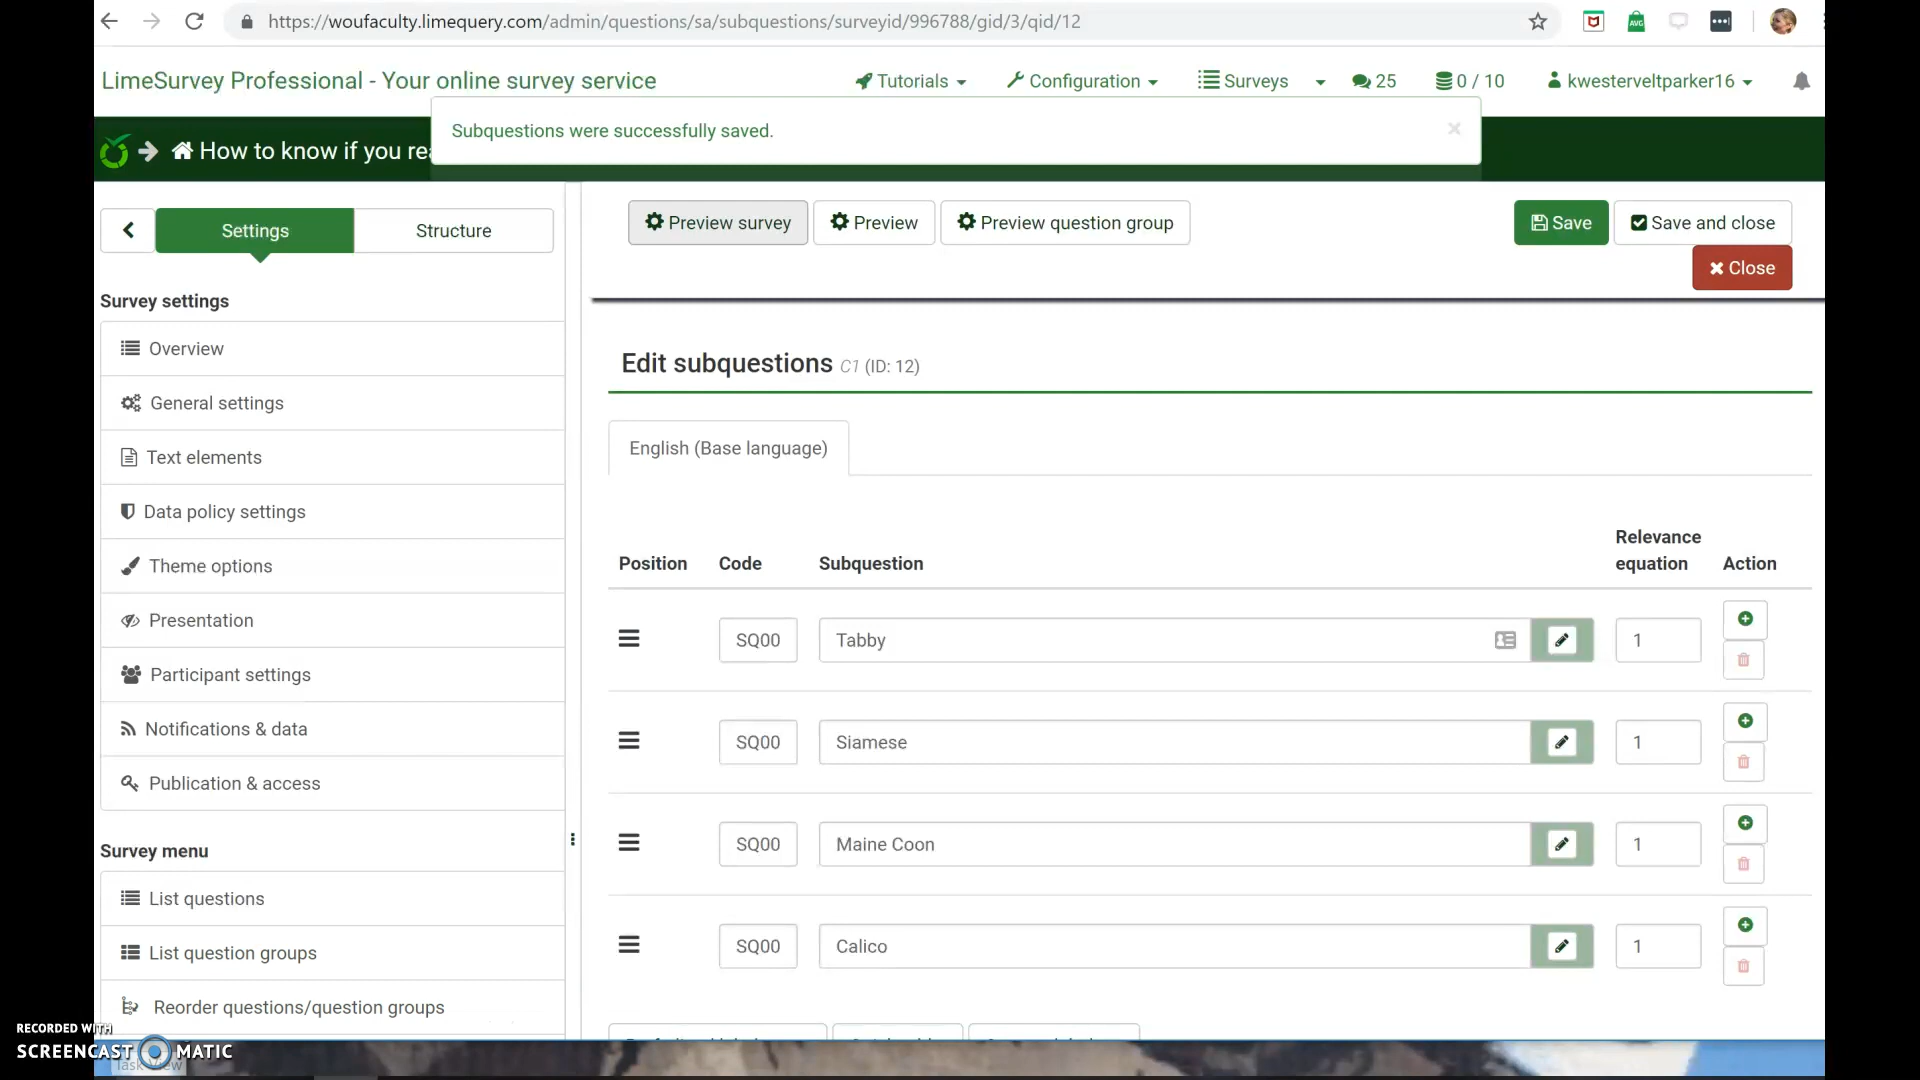 https://woufaculty.limequery.com/admin/questions/sa/subquestions/surveyid/996788/gid/3/qid/12
LimeSurvey Professional - Your online survey service
Tutorials
Configuration
Surveys
25
0 / 10
kwesterveltparker16
Subquestions were successfully saved.
×
How to know if you rea
Settings
Structure
Preview survey
Preview
Preview question group
Save
Save and close
Close
Survey settings
Overview
General settings
Text elements
Data policy settings
Theme options
Presentation
Participant settings
Notifications & data
Publication & access
Survey menu
List questions
List question groups
Reorder questions/question groups
Edit subquestions C1 (ID: 12)
English (Base language)
Position
Code
Subquestion
Relevance
equation
Action
SQ00
Tabby
1
SQ00
Siamese
1
SQ00
Maine Coon
1
SQ00
Calico
1
RECORDED WITH
SCREENCAST MATIC
Task View